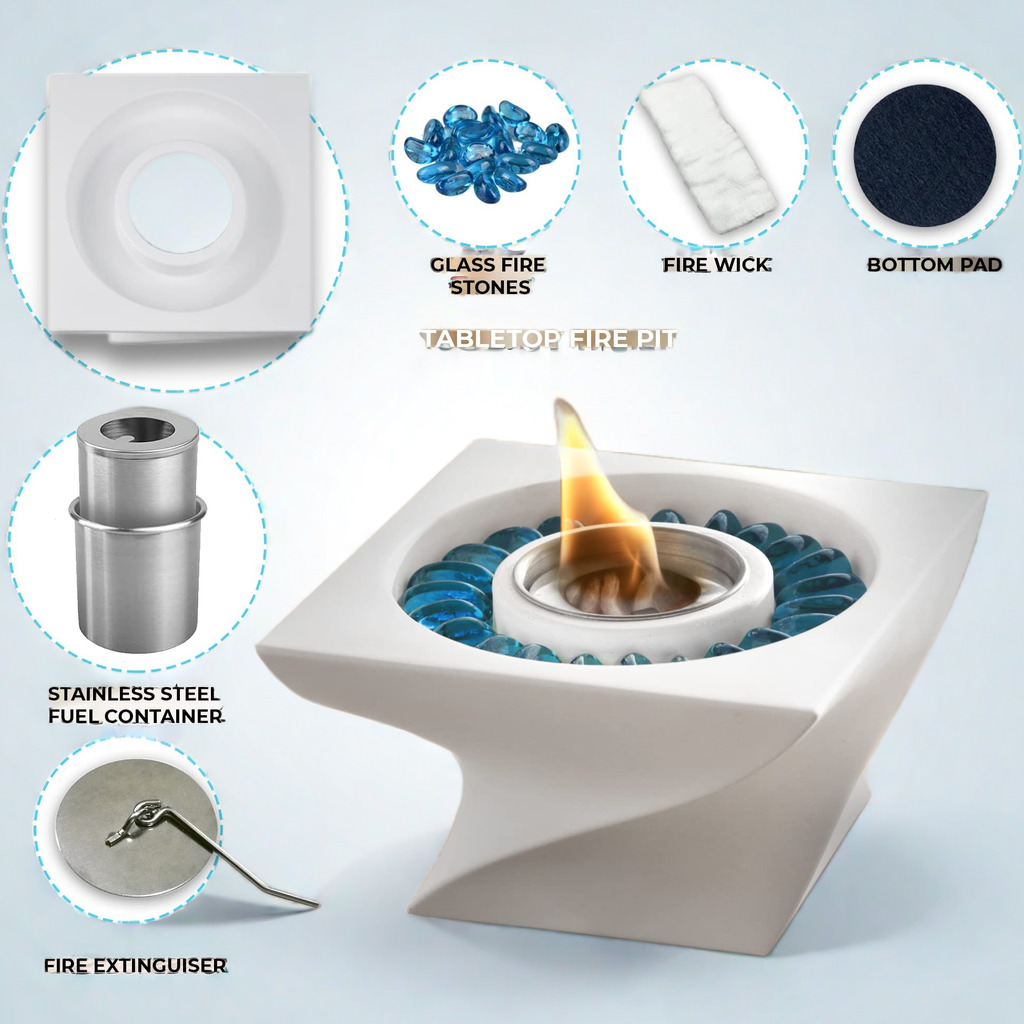 GLASS FIRE
STONES
FIRE WICK
BOTTOM PAD
TABLETOP FIRE PIT
STAINLESS STEEL
FUEL CONTAINER
FIRE EXTINGUISER